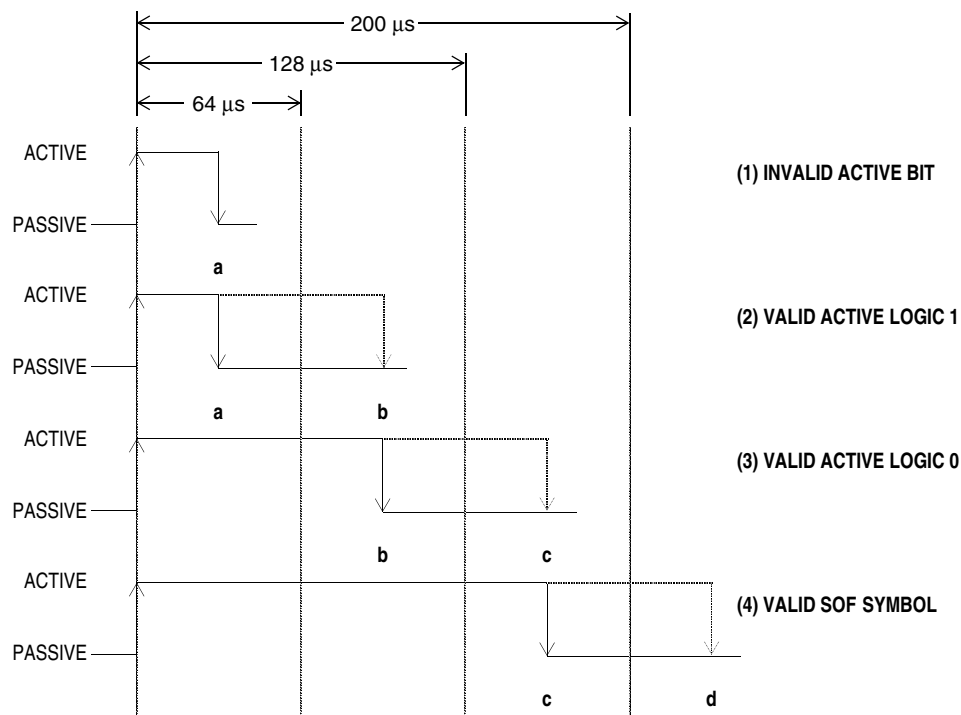 200 μs
128 μs
64 μs
ACTIVE
(1) INVALID ACTIVE BIT
PASSIVE
a
ACTIVE
(2) VALID ACTIVE LOGIC 1
PASSIVE
a b
ACTIVE
(3) VALID ACTIVE LOGIC 0
PASSIVE
b c
ACTIVE
(4) VALID SOF SYMBOL
PASSIVE
c d